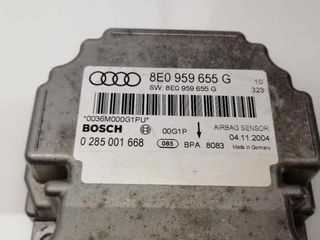 8E0 959 655 G
10
SW: 8E0 959 655 G
323
*0036M000G1PU*
BOSCH
00G1P
AIRBAG SENSOR
04.11.2004
0 285 001 668
085
BPA 8083
Made in Germany